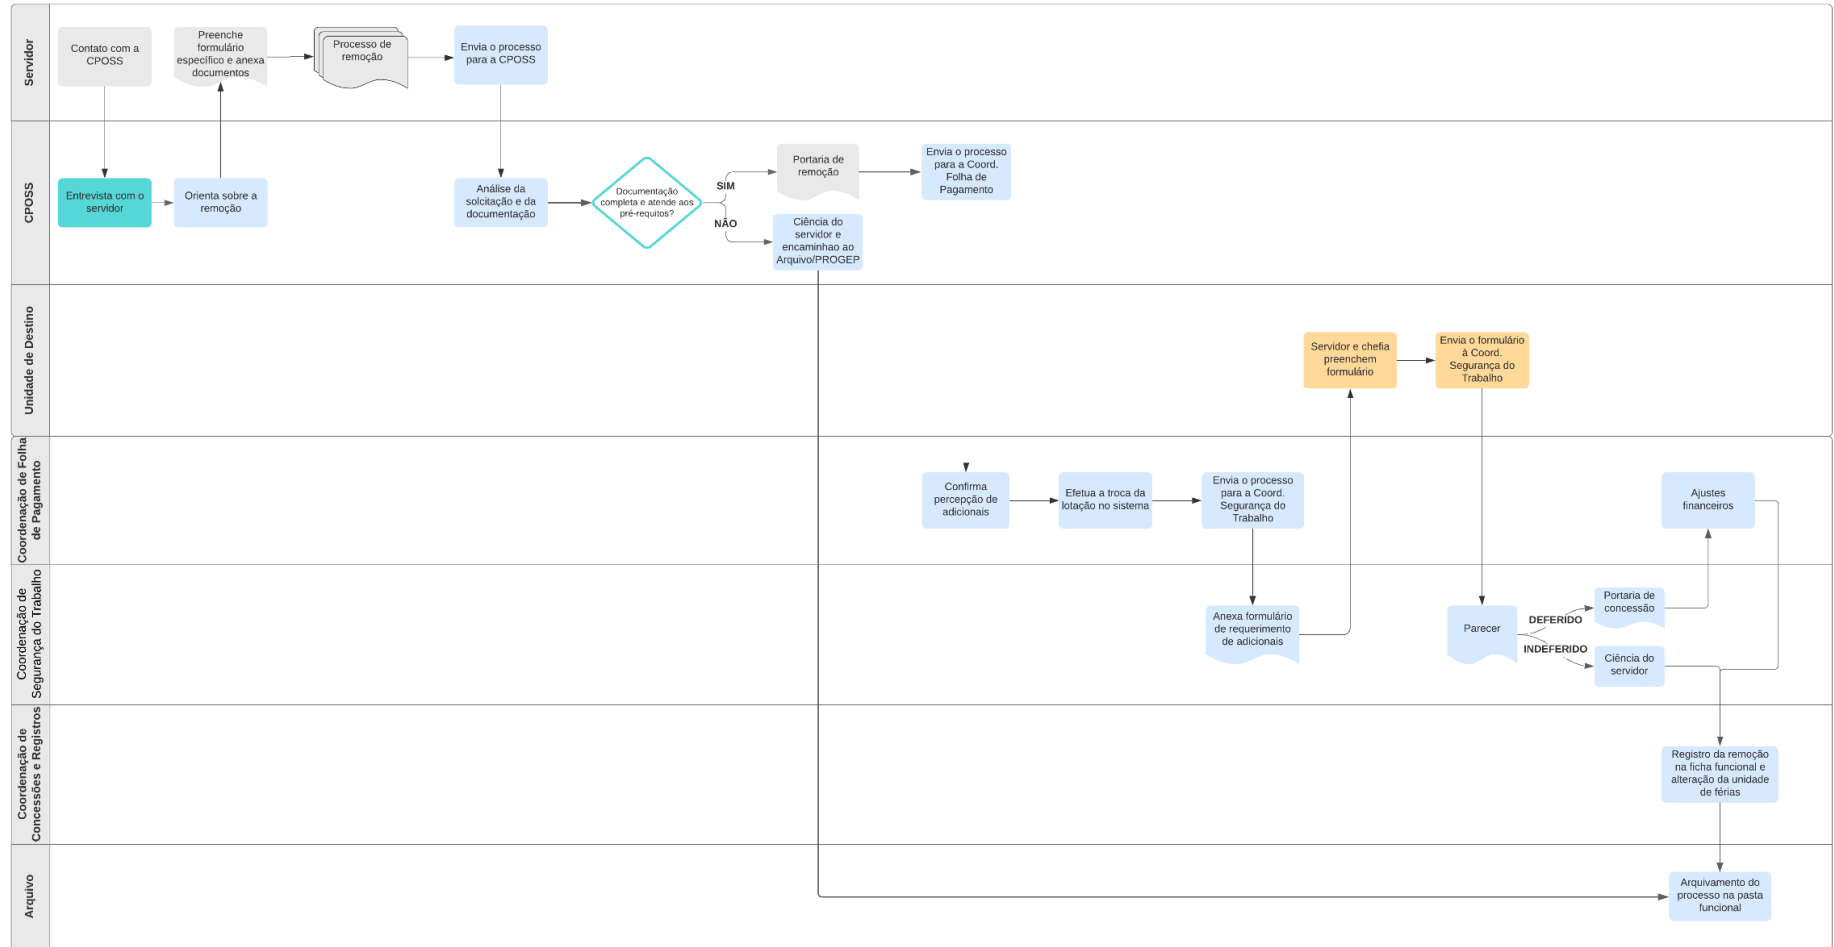 Servidor
Contato com a
CPOSS
Preenche
formulário
específico e anexa
documentos
Processo de
remoção
Envia o processo
para a CPOSS
CPOSS
Entrevista com o
servidor
Orienta sobre a
remoção
Análise da
solcitação e da
documentação
Documentação
completa e atende aos
pré-requitos?
SIM
NÃO
Portaria de
remoção
Envia o processo
para a Coord.
Folha de
Pagamento
Ciência do
servidor e
encaminhao ao
Arquivo/PROGEP
Unidade de Destino
Servidor e chefia
preenchem
formulário
Envia o formulário
à Coord.
Segurança do
Trabalho
Coordenação de Folha
de Pagamento
Confirma
percepção de
adicionais
Efetua a troca da
lotação no sistema
Envia o processo
para a Coord.
Segurança do
Trabalho
Ajustes
financeiros
Coordenação de
Segurança do Trabalho
Anexa formulário
de requerimento
de adicionais
Parecer
DEFERIDO
INDEFERIDO
Portaria de
concessão
Ciência do
servidor
Coordenação de
Concessões e Registros
Registro da remoção
na ficha funcional e
alteração da unidade
de férias
Arquivo
Arquivamento do
processo na pasta
funcional